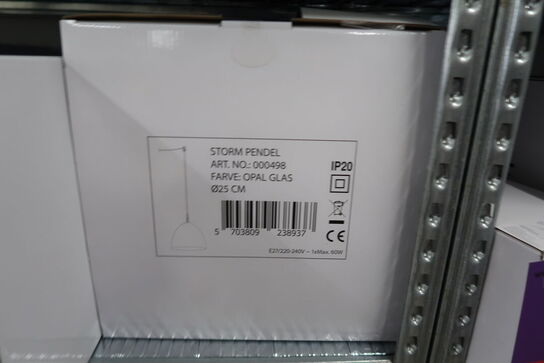 STORM PENDEL
ART. NO.: 000498
FARVE: OPAL GLAS
Ø25 CM
IP20
5 703809 238937
CE
E27/220-240V ~ 1xMax. 60W